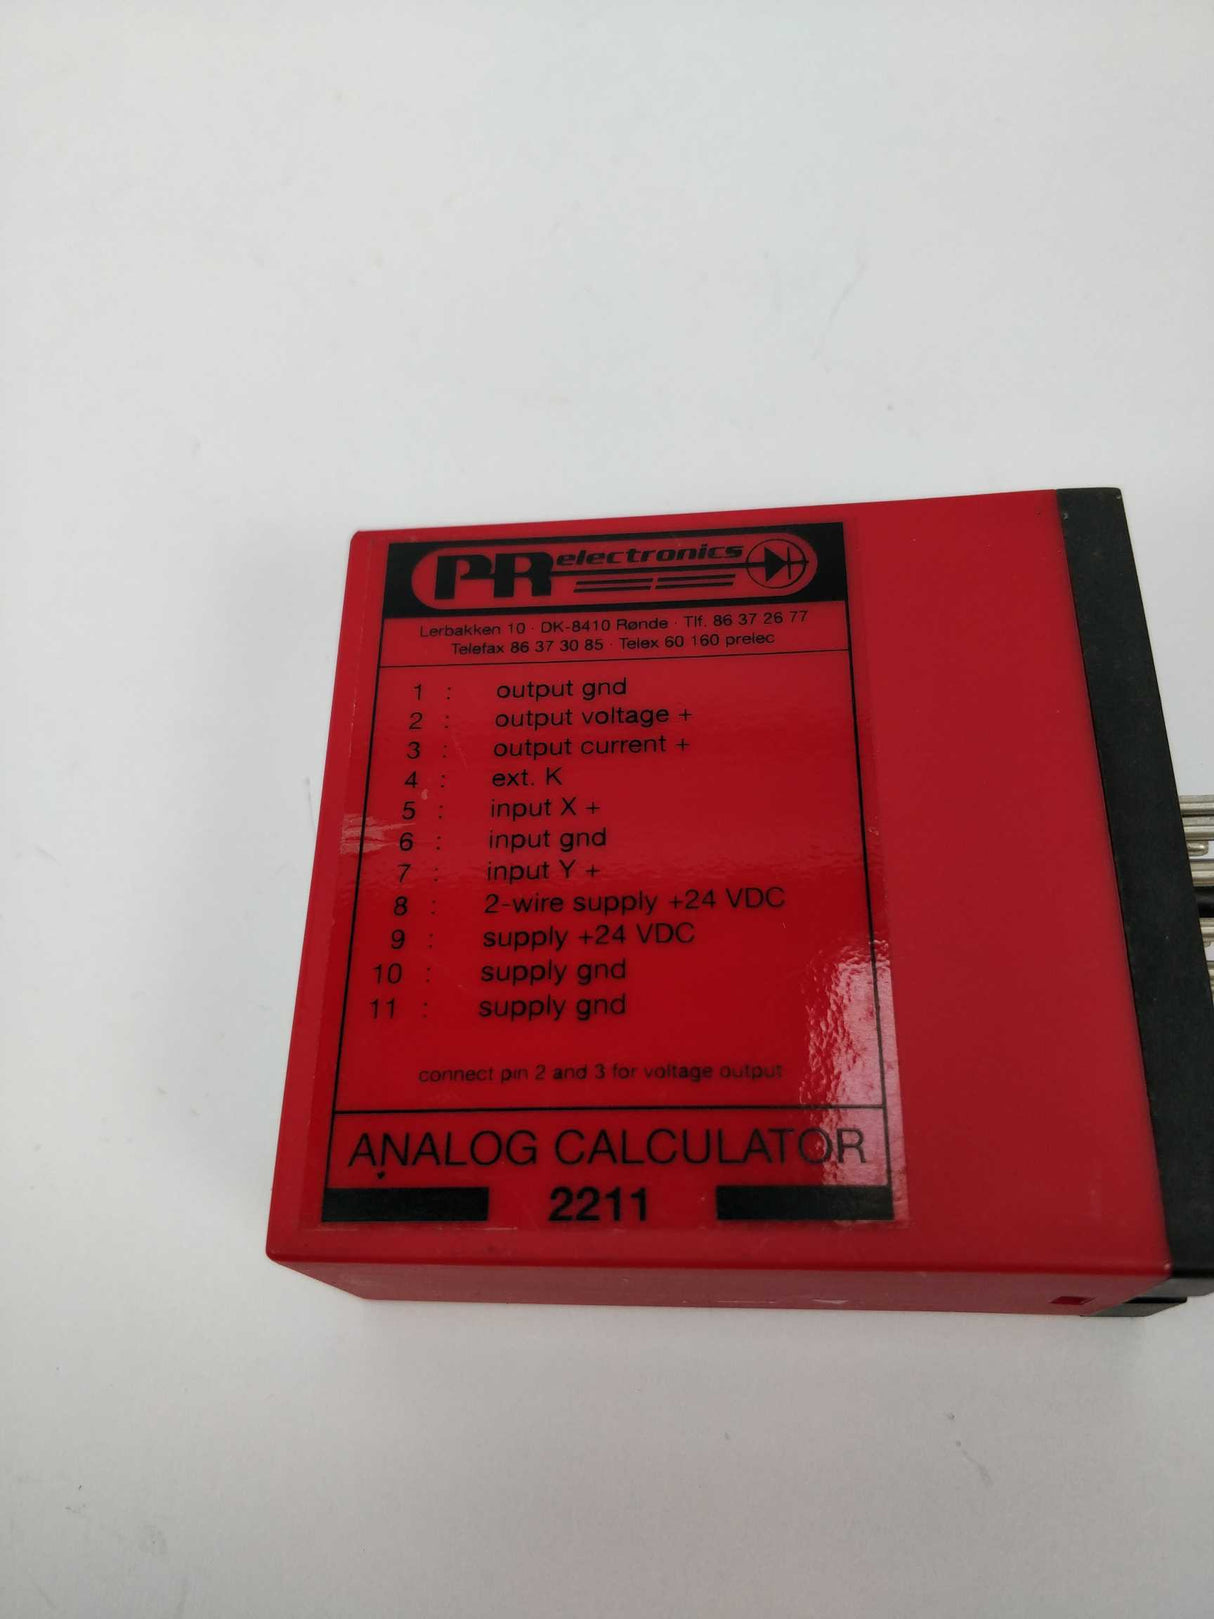 PR electronics
Lerbakken 10 · DK-8410 Rønde · Tlf. 86 37 26 77
Telefax 86 37 30 85 · Telex 60 160 prelec
1 : output gnd
2 : output voltage +
3 : output current +
4 : ext. K
5 : input X +
6 : input gnd
7 : input Y +
8 : 2-wire supply +24 VDC
9 : supply +24 VDC
10 : supply gnd
11 : supply gnd
connect pin 2 and 3 for voltage output
ANALOG CALCULATOR
2211